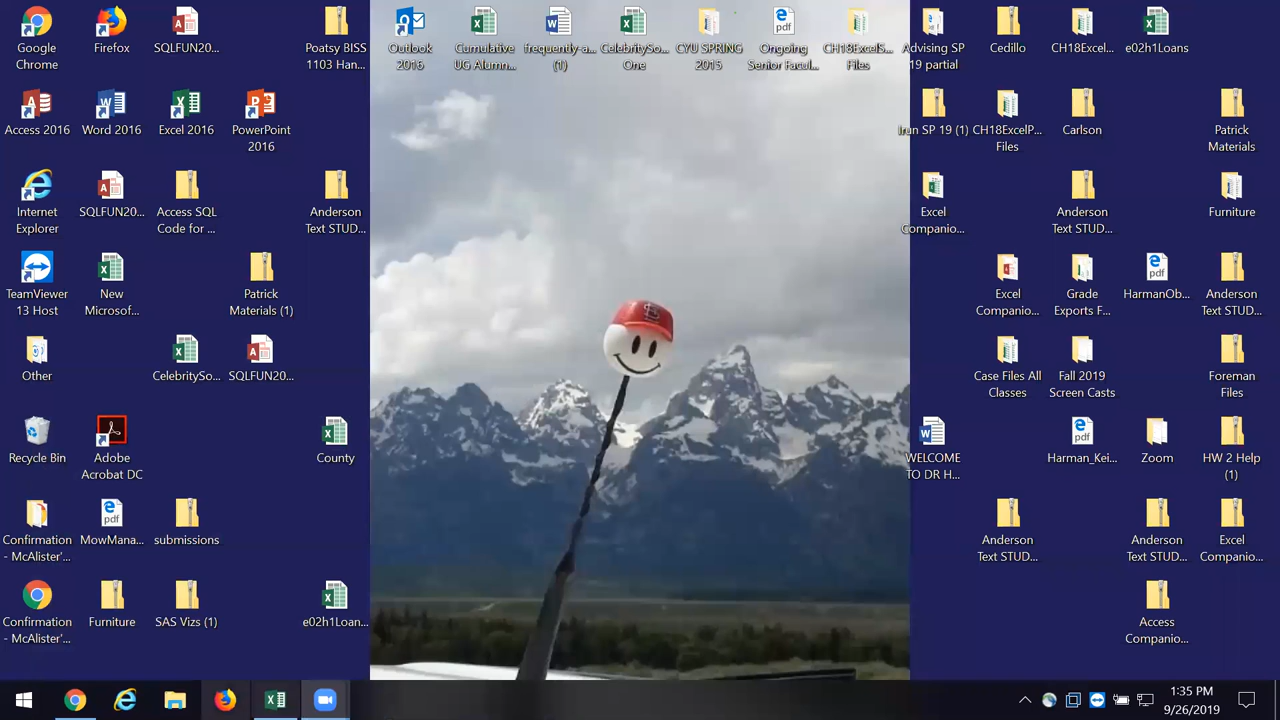 Google
Chrome
Firefox
SQLFUN20...
Poatsy BISS
1103 Han...
Outlook
2016
Cumulative
UG Alumn...
frequently-a...
(1)
CelebritySo...
One
CYU SPRING
2015
Ongoing
Senior Facul...
CH18ExcelS...
Files
Advising SP
19 partial
Cedillo
CH18Excel...
e02h1Loans
Access 2016
Word 2016
Excel 2016
PowerPoint
2016
Irun SP 19 (1)
CH18ExcelP...
Files
Carlson
Patrick
Materials
Internet
Explorer
SQLFUN20...
Access SQL
Code for ...
Anderson
Text STUD...
Excel
Companio...
Anderson
Text STUD...
Furniture
TeamViewer
13 Host
New
Microsof...
Patrick
Materials (1)
Excel
Companio...
Grade
Exports F...
HarmanOb...
Anderson
Text STUD...
Other
CelebritySo...
SQLFUN20...
Case Files All
Classes
Fall 2019
Screen Casts
Foreman
Files
Recycle Bin
Adobe
Acrobat DC
County
WELCOME
TO DR H...
Harman_Kei...
Zoom
HW 2 Help
(1)
Confirmation
- McAlister'...
MowMana...
submissions
Anderson
Text STUD...
Anderson
Text STUD...
Excel
Companio...
Confirmation
- McAlister'...
Furniture
SAS Vizs (1)
e02h1Loan...
Access
Companio...
1:35 PM
9/26/2019